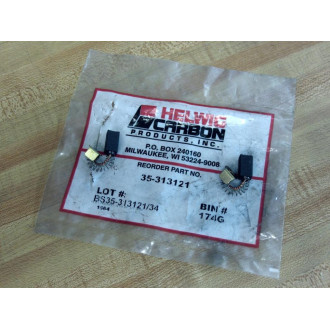 HELWIG
CARBON
PRODUCTS, INC.
P.O. BOX 240160
MILWAUKEE, WI 53224-9008
REORDER PART NO.
35-313121
LOT #:
BIN #
BS35-313121/34
174G